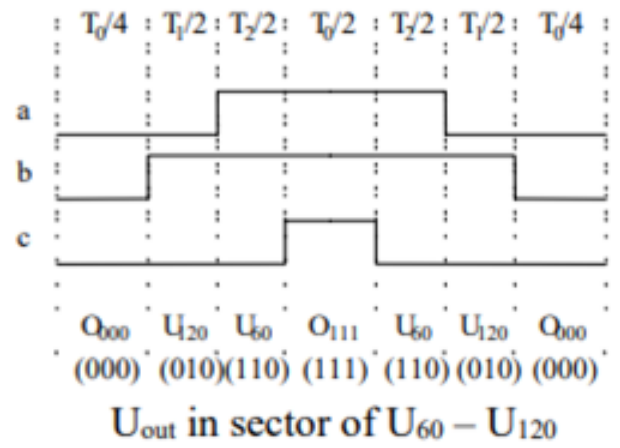 T₀/4 T₁/2 T₂/2 T₀/2 T₂/2 T₁/2 T₀/4
a
b
c
O₀₀₀ U₁₂₀ U₆₀ O₁₁₁ U₆₀ U₁₂₀ O₀₀₀
(000) (010) (110) (111) (110) (010) (000)
Uout in sector of U₆₀ – U₁₂₀